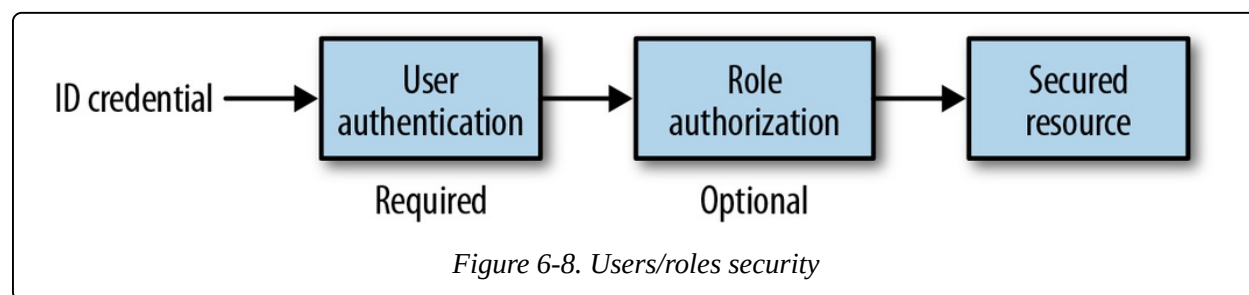 ID credential
User
authentication
Role
authorization
Secured
resource
Required
Optional
Figure 6-8. Users/roles security